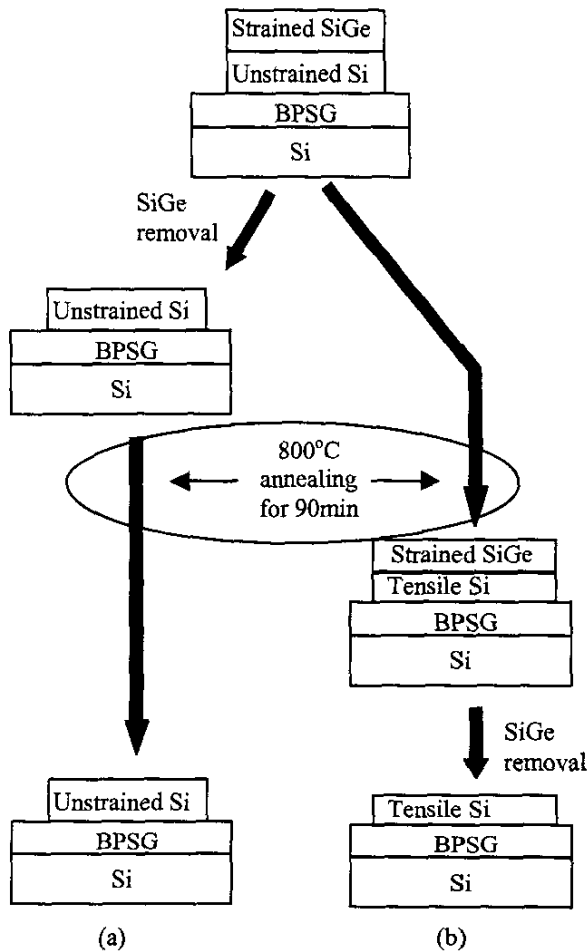 Strained SiGe
Unstrained Si
BPSG
Si
SiGe
removal
Unstrained Si
BPSG
Si
800°C
annealing
for 90min
Strained SiGe
Tensile Si
BPSG
Si
SiGe
removal
Unstrained Si
BPSG
Si
Tensile Si
BPSG
Si
(a)
(b)